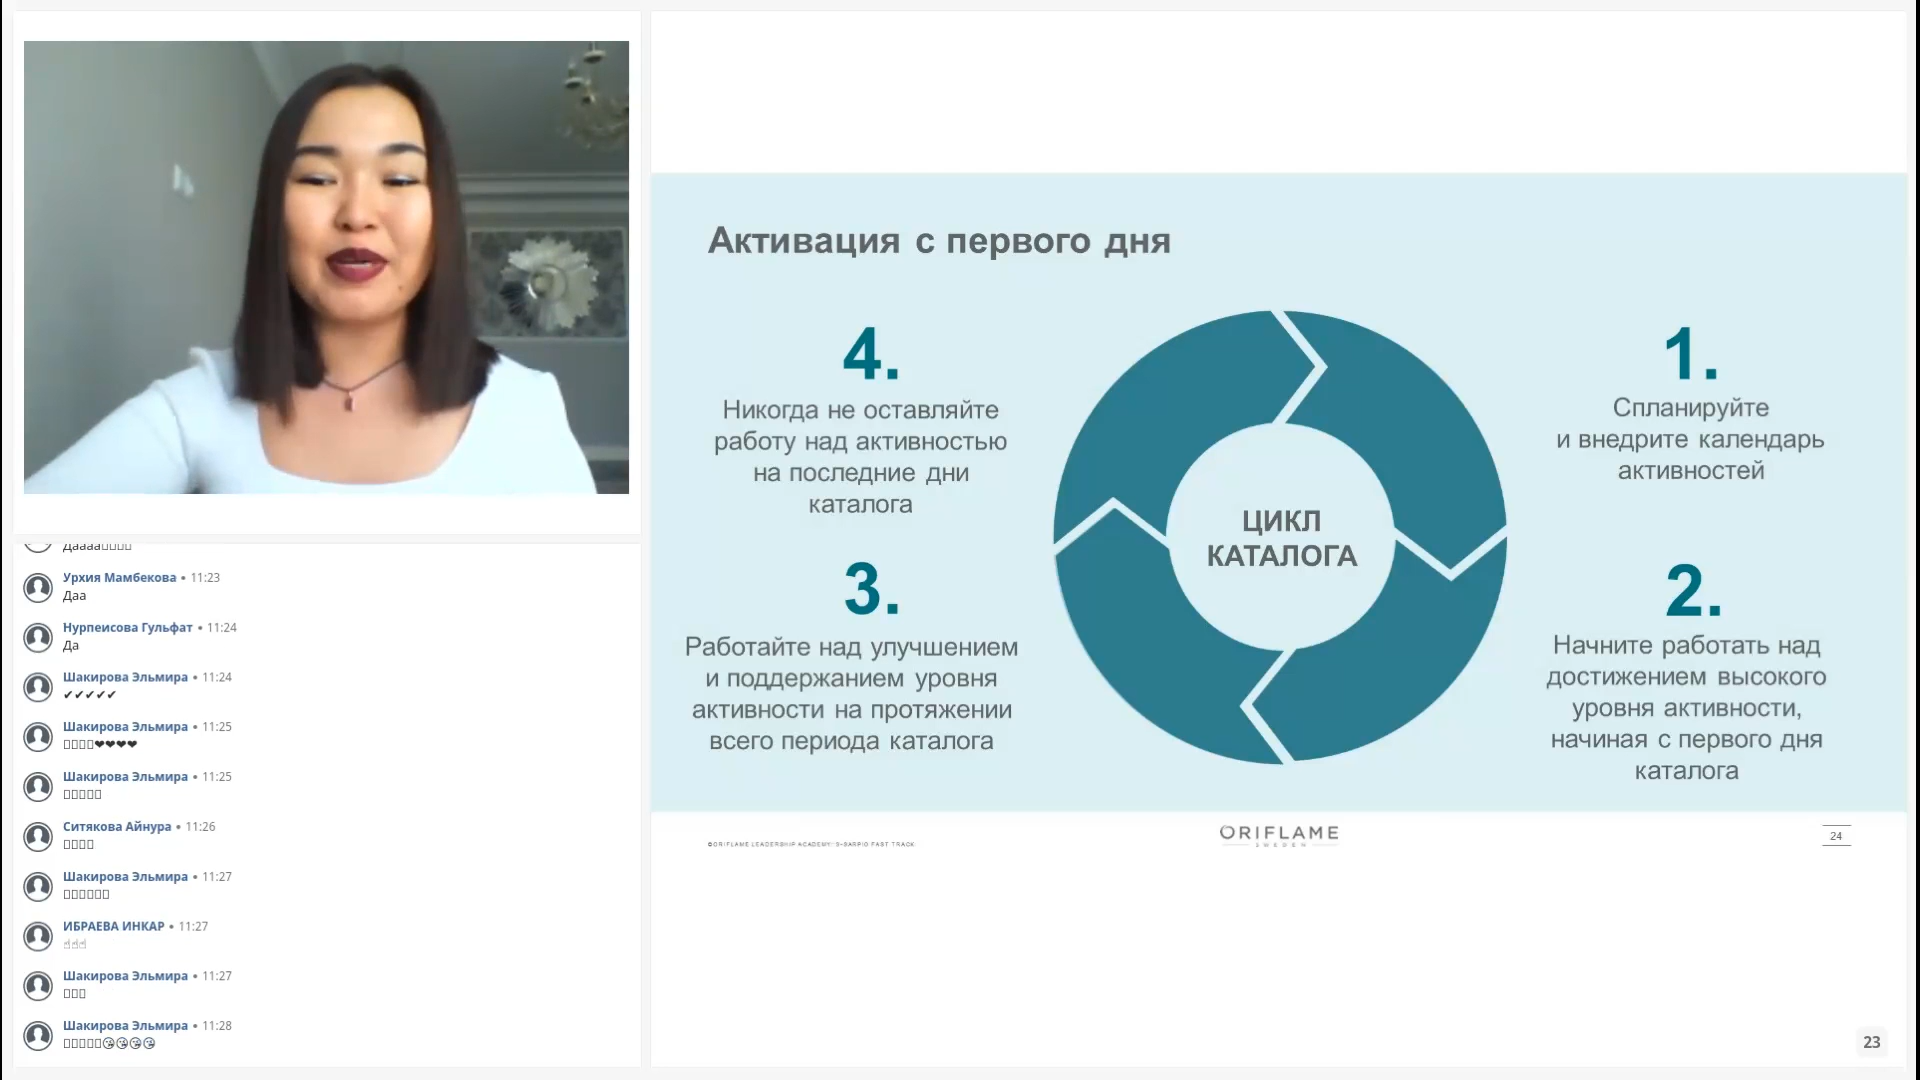 Даааа
Урхия Мамбекова • 11:23
Даа
Нурпеисова Гульфат • 11:24
Да
Шакирова Эльмира • 11:24
✔✔✔✔✔
Шакирова Эльмира • 11:25
❤❤❤❤
Шакирова Эльмира • 11:25
Ситякова Айнура • 11:26
Шакирова Эльмира • 11:27
ИБРАЕВА ИНКАР • 11:27
☝☝☝
Шакирова Эльмира • 11:27
Шакирова Эльмира • 11:28
😘😘😘😘
Активация с первого дня
1.
Спланируйте
и внедрите календарь
активностей
2.
Начните работать над
достижением высокого
уровня активности,
начиная с первого дня
каталога
3.
Работайте над улучшением
и поддержанием уровня
активности на протяжении
всего периода каталога
4.
Никогда не оставляйте
работу над активностью
на последние дни
каталога
ЦИКЛ
КАТАЛОГА
ORIFLAME
SWEDEN
24
23